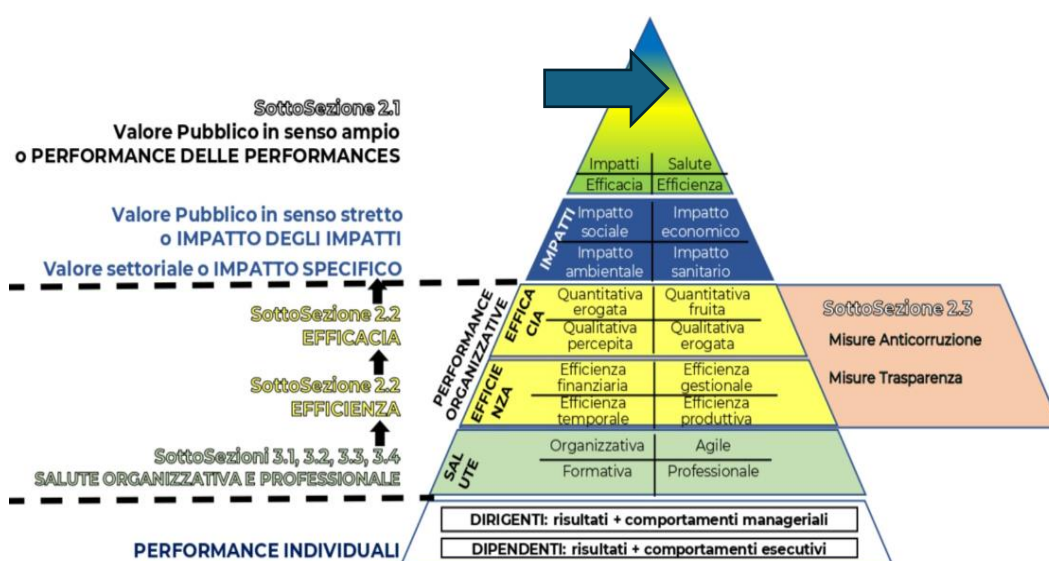 SottoSezione 2.1
Valore Pubblico in senso ampio
o PERFORMANCE DELLE PERFORMANCES
Impatti Salute
Efficacia Efficienza
Valore Pubblico in senso stretto
o IMPATTO DEGLI IMPATTI
Valore settoriale o IMPATTO SPECIFICO
IMPATTI
Impatto sociale
Impatto economico
Impatto ambientale
Impatto sanitario
SottoSezione 2.2
EFFICACIA
PERFORMANCE
ORGANIZZATIVE
EFFICA
CIA
Quantitativa erogata
Quantitativa fruita
Qualitativa percepita
Qualitativa erogata
SottoSezione 2.3
Misure Anticorruzione
Misure Trasparenza
SottoSezione 2.2
EFFICIENZA
EFFICIE
NZA
Efficienza finanziaria
Efficienza gestionale
Efficienza temporale
Efficienza produttiva
SottoSezioni 3.1, 3.2, 3.3, 3.4
SALUTE ORGANIZZATIVA E PROFESSIONALE
SAL
UTE
Organizzativa Agile
Formativa Professionale
PERFORMANCE INDIVIDUALI
DIRIGENTI: risultati + comportamenti manageriali
DIPENDENTI: risultati + comportamenti esecutivi